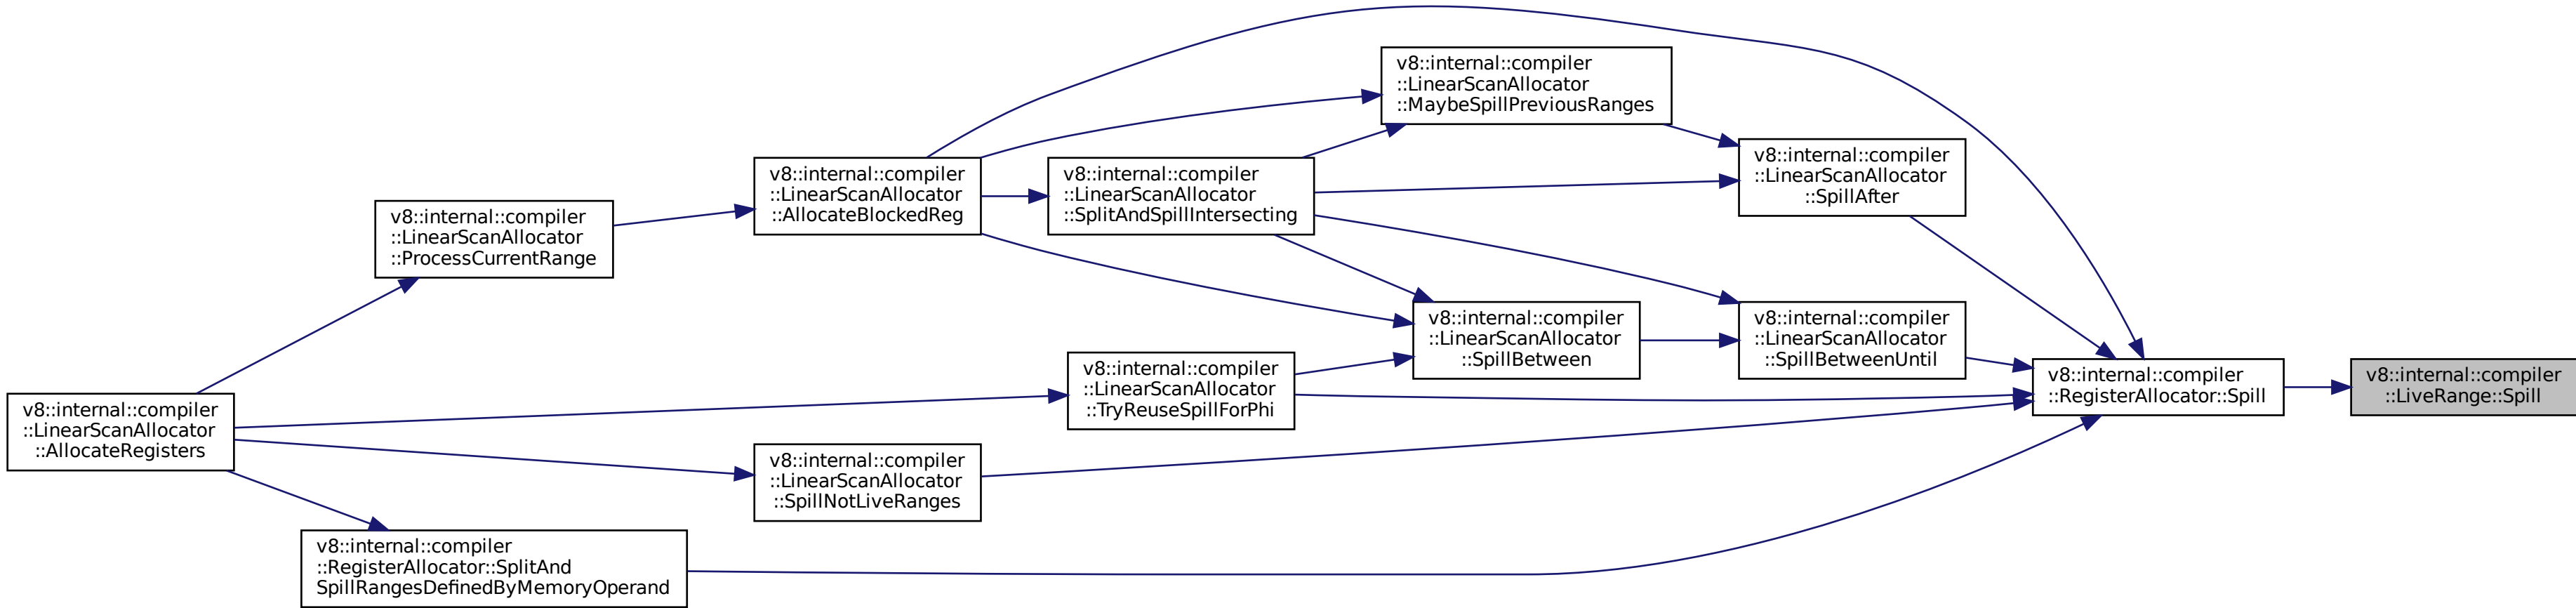 v8::internal::compiler
::LinearScanAllocator
::MaybeSpillPreviousRanges
v8::internal::compiler
::LinearScanAllocator
::SpillAfter
v8::internal::compiler
::LinearScanAllocator
::AllocateBlockedReg
v8::internal::compiler
::LinearScanAllocator
::SplitAndSpillIntersecting
v8::internal::compiler
::LinearScanAllocator
::ProcessCurrentRange
v8::internal::compiler
::LinearScanAllocator
::SpillBetween
v8::internal::compiler
::LinearScanAllocator
::SpillBetweenUntil
v8::internal::compiler
::LinearScanAllocator
::TryReuseSpillForPhi
v8::internal::compiler
::RegisterAllocator::Spill
v8::internal::compiler
::LiveRange::Spill
v8::internal::compiler
::LinearScanAllocator
::AllocateRegisters
v8::internal::compiler
::LinearScanAllocator
::SpillNotLiveRanges
v8::internal::compiler
::RegisterAllocator::SplitAnd
SpillRangesDefinedByMemoryOperand